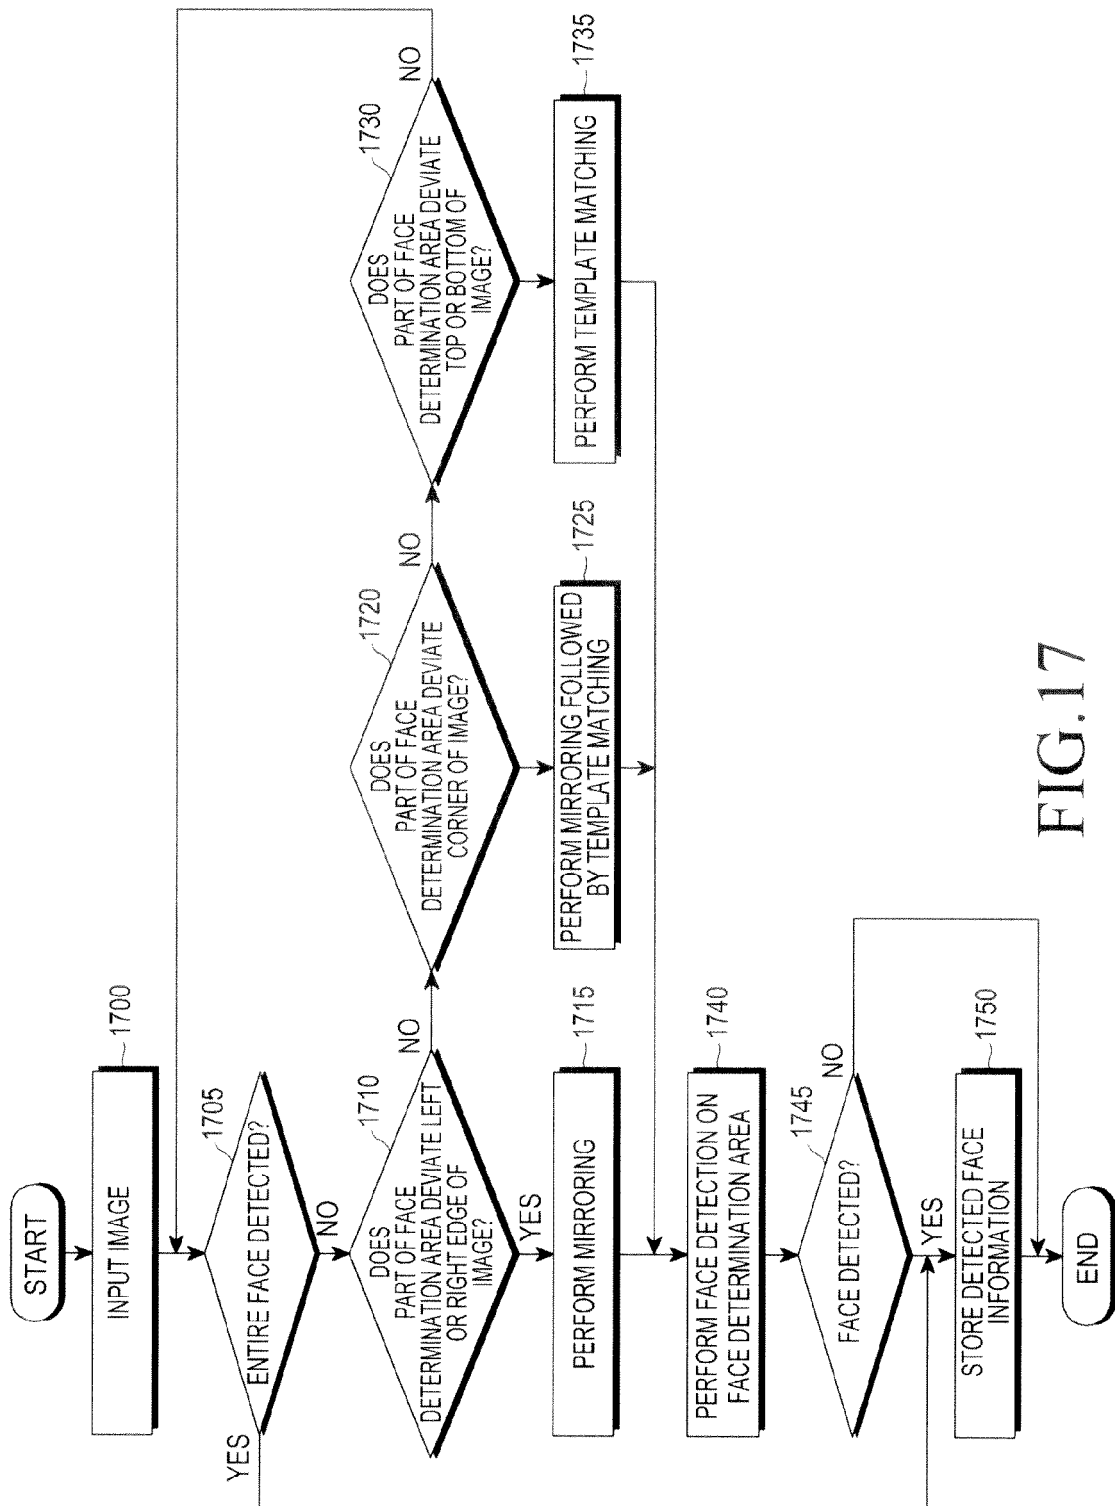 START
INPUT IMAGE
1700
ENTIRE FACE DETECTED?
1705
YES
NO
DOES
PART OF FACE
DETERMINATION AREA DEVIATE LEFT
OR RIGHT EDGE OF
IMAGE?
1710
NO
YES
PERFORM MIRRORING
1715
DOES
PART OF FACE
DETERMINATION AREA DEVIATE
CORNER OF IMAGE?
1720
NO
PERFORM MIRRORING FOLLOWED
BY TEMPLATE MATCHING
1725
DOES
PART OF FACE
DETERMINATION AREA DEVIATE
TOP OR BOTTOM OF
IMAGE?
1730
NO
PERFORM TEMPLATE MATCHING
1735
PERFORM FACE DETECTION ON
FACE DETERMINATION AREA
1740
FACE DETECTED?
1745
NO
YES
STORE DETECTED FACE
INFORMATION
1750
END
FIG.17